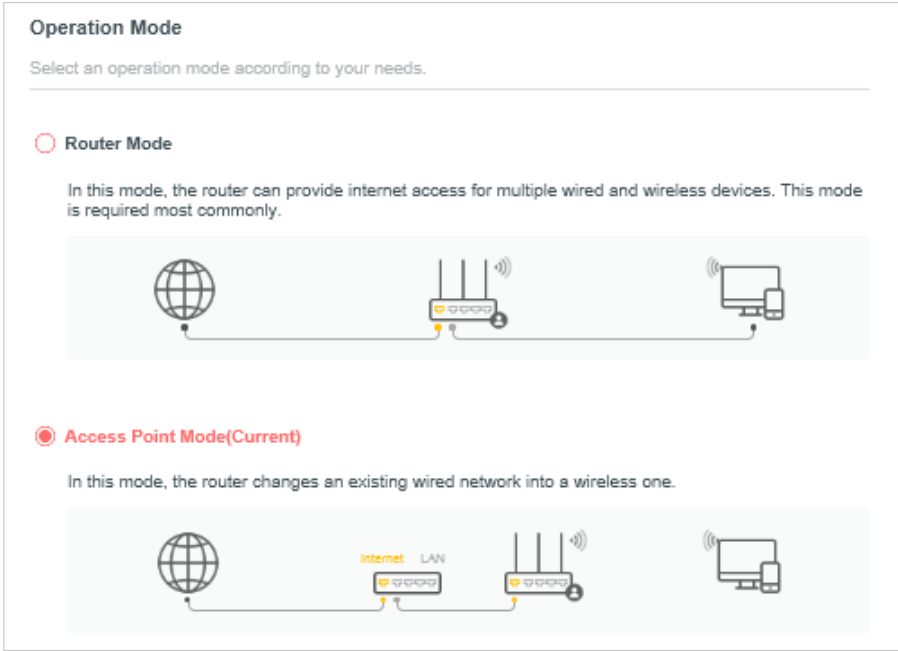 Operation Mode
Select an operation mode according to your needs.
Router Mode
In this mode, the router can provide internet access for multiple wired and wireless devices. This mode
is required most commonly.
Access Point Mode(Current)
In this mode, the router changes an existing wired network into a wireless one.
Internet LAN